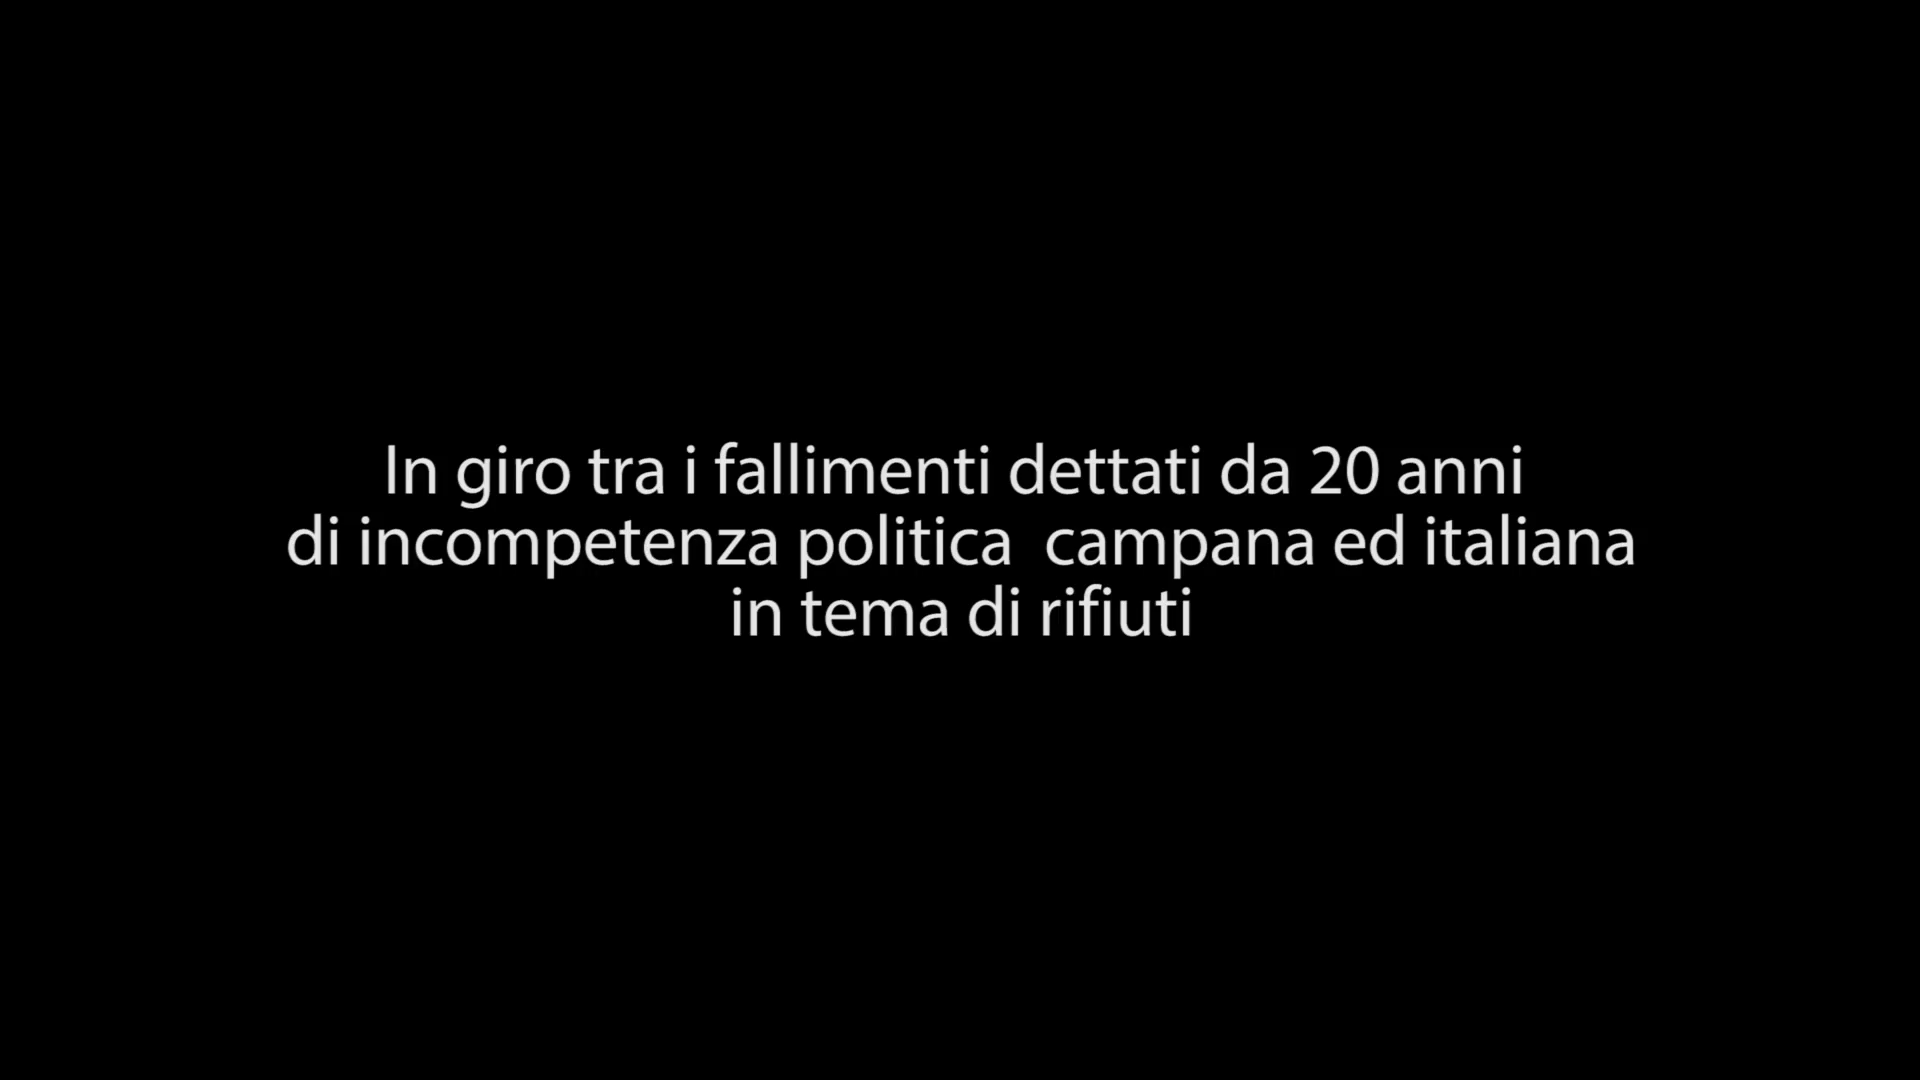 In giro tra i fallimenti dettati da 20 anni
di incompetenza politica  campana ed italiana
in tema di rifiuti